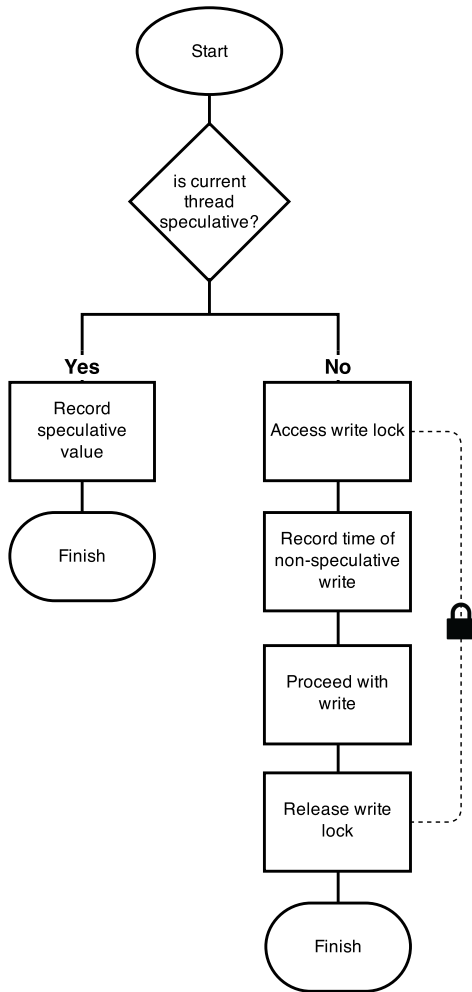 Start
is current
thread
speculative?
Yes
No
Record
speculative
value
Access write lock
Finish
Record time of
non-speculative
write
Proceed with
write
Release write
lock
Finish